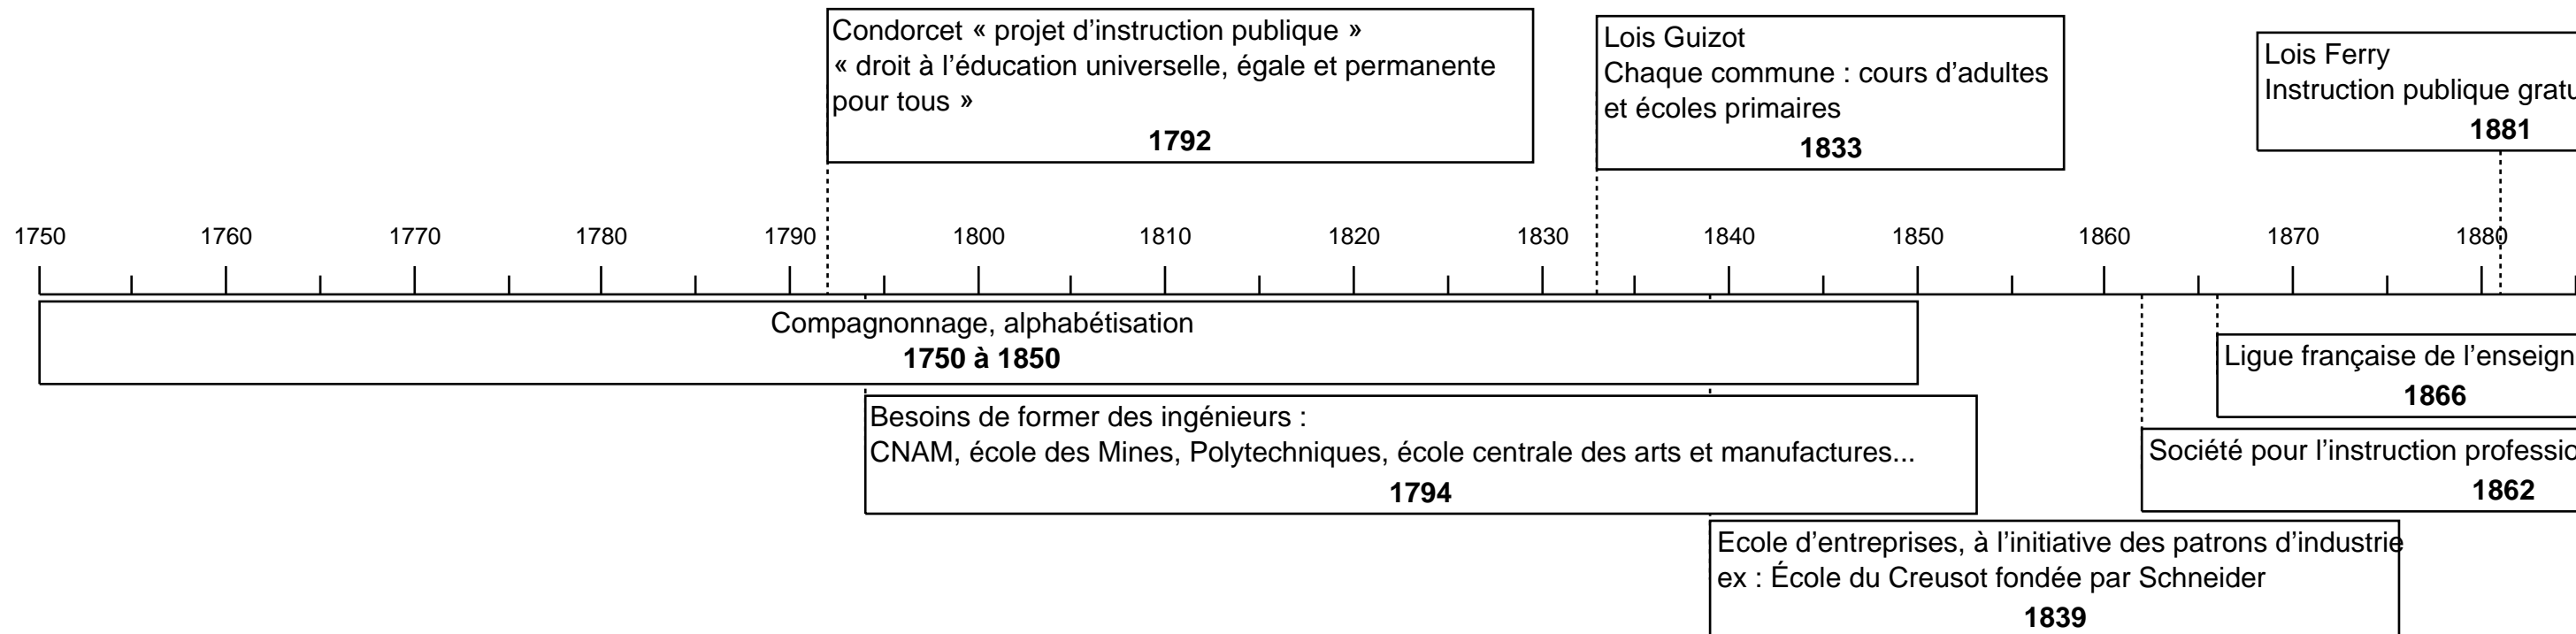 Condorcet « projet d’instruction publique »
« droit à l’éducation universelle, égale et permanente
pour tous »
1792
Lois Guizot
Chaque commune : cours d’adultes
et écoles primaires
1833
Lois Ferry
Instruction publique
1881
1750 1760 1770 1780 1790 1800 1810 1820 1830 1840 1850 1860 1870 1880
Compagnonnage, alphabétisation
1750 à 1850
Ligue française de
1866
Besoins de former des ingénieurs :
CNAM, école des Mines, Polytechniques, école centrale des arts et manufactures...
1794
Société pour l’instruction
1862
Ecole d’entreprises, à l’initiative des patrons d’industrie
ex : École du Creusot fondée par Schneider
1839